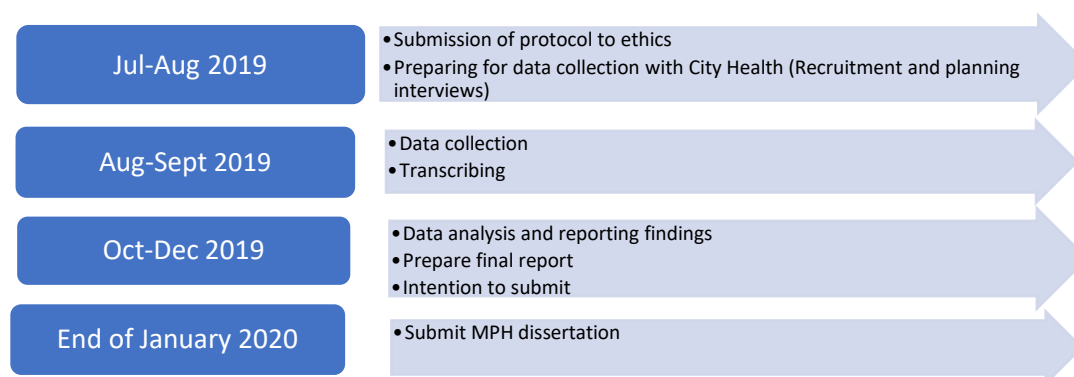 Jul-Aug 2019
•Submission of protocol to ethics
•Preparing for data collection with City Health (Recruitment and planning
interviews)
Aug-Sept 2019
•Data collection
•Transcribing
Oct-Dec 2019
•Data analysis and reporting findings
•Prepare final report
•Intention to submit
End of January 2020
•Submit MPH dissertation